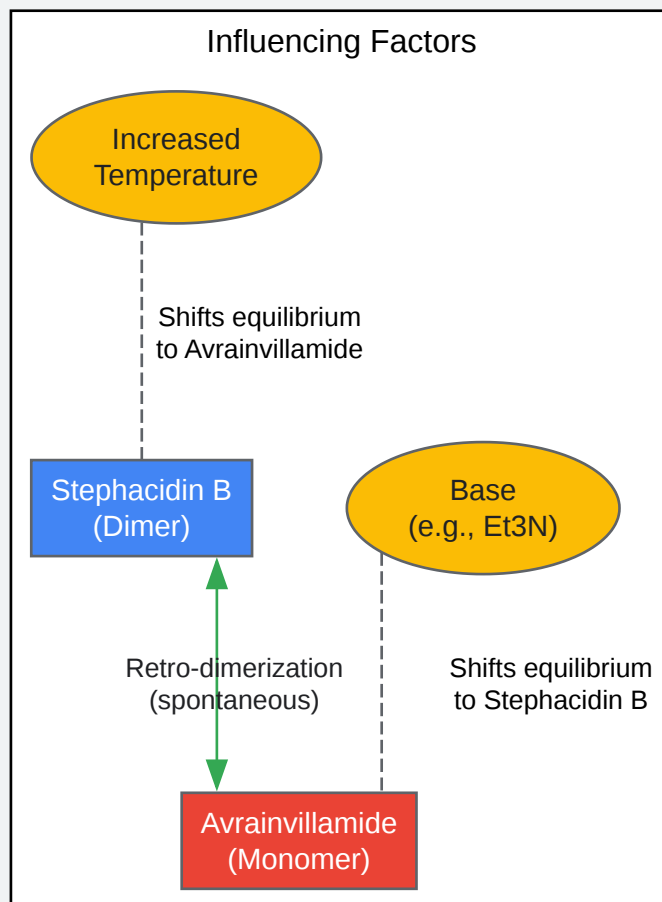 Influencing Factors
Increased
Temperature
Shifts equilibrium
to Avrainvillamide
Stephacidin B
(Dimer)
Base
(e.g., Et3N)
Retro-dimerization
(spontaneous)
Shifts equilibrium
to Stephacidin B
Avrainvillamide
(Monomer)